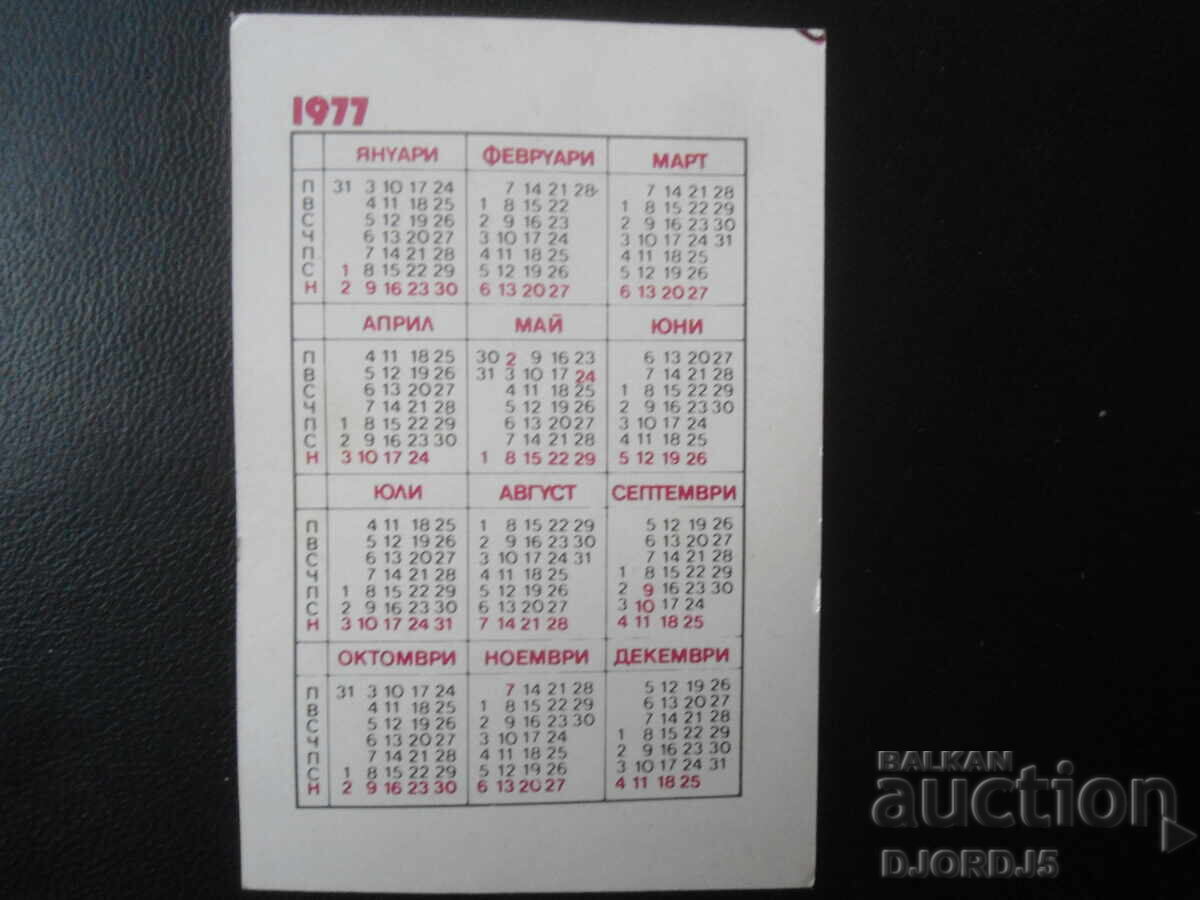 1977
ЯНУАРИ ФЕВРУАРИ МАРТ
П 31 3 10 17 24 7 14 21 28 7 14 21 28
В 4 11 18 25 1 8 15 22 1 8 15 22 29
С 5 12 19 26 2 9 16 23 2 9 16 23 30
Ч 6 13 20 27 3 10 17 24 3 10 17 24 31
П 7 14 21 28 4 11 18 25 4 11 18 25
С 1 8 15 22 29 5 12 19 26 5 12 19 26
Н 2 9 16 23 30 6 13 20 27 6 13 20 27
АПРИЛ МАЙ ЮНИ
П 4 11 18 25 30 2 9 16 23 6 13 20 27
В 5 12 19 26 31 3 10 17 24 7 14 21 28
С 6 13 20 27 4 11 18 25 1 8 15 22 29
Ч 7 14 21 28 5 12 19 26 2 9 16 23 30
П 1 8 15 22 29 6 13 20 27 3 10 17 24
С 2 9 16 23 30 7 14 21 28 4 11 18 25
Н 3 10 17 24 1 8 15 22 29 5 12 19 26
ЮЛИ АВГУСТ СЕПТЕМВРИ
П 4 11 18 25 1 8 15 22 29 5 12 19 26
В 5 12 19 26 2 9 16 23 30 6 13 20 27
С 6 13 20 27 3 10 17 24 31 7 14 21 28
Ч 7 14 21 28 4 11 18 25 1 8 15 22 29
П 1 8 15 22 29 5 12 19 26 2 9 16 23 30
С 2 9 16 23 30 6 13 20 27 3 10 17 24
Н 3 10 17 24 31 7 14 21 28 4 11 18 25
ОКТОМВРИ НОЕМВРИ ДЕКЕМВРИ
П 31 3 10 17 24 7 14 21 28 5 12 19 26
В 4 11 18 25 1 8 15 22 29 6 13 20 27
С 5 12 19 26 2 9 16 23 30 7 14 21 28
Ч 6 13 20 27 3 10 17 24 1 8 15 22 29
П 7 14 21 28 4 11 18 25 2 9 16 23 30
С 1 8 15 22 29 5 12 19 26 3 10 17 24 31
Н 2 9 16 23 30 6 13 20 27 4 11 18 25
BALKAN
auction
DJORDJ5